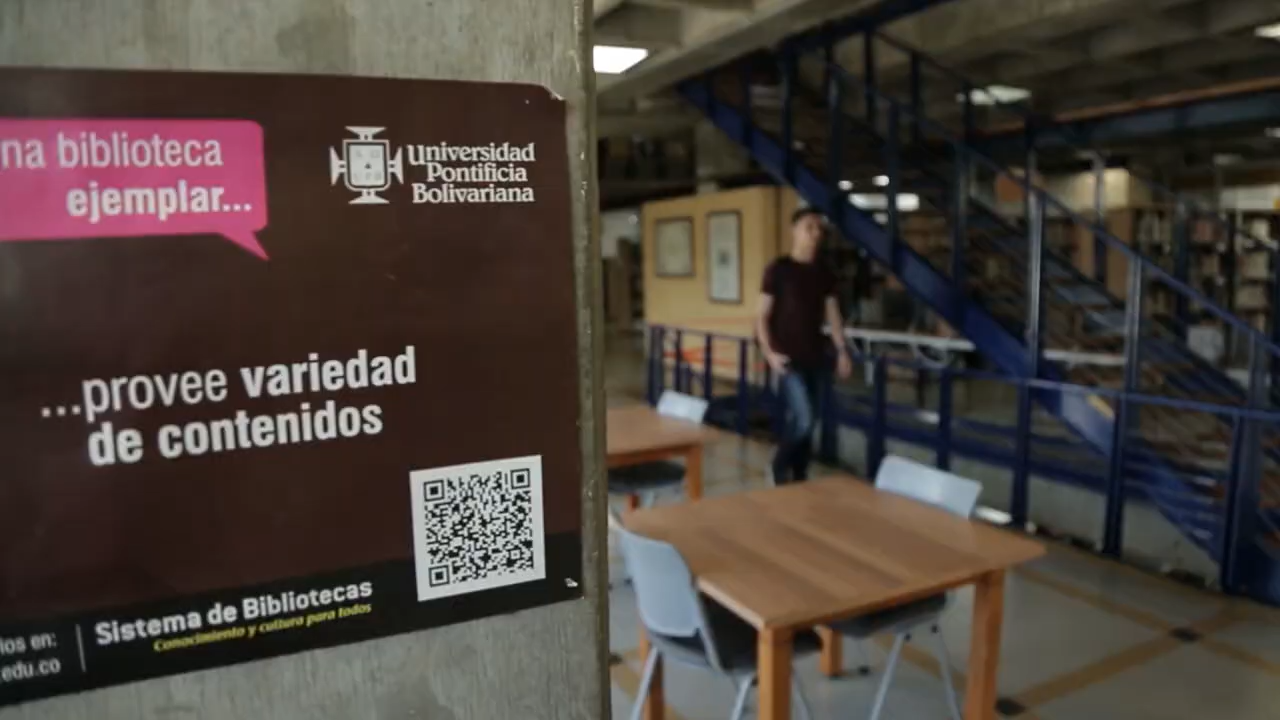 na biblioteca
ejemplar...
Universidad
Pontificia
Bolivariana
...provee variedad
de contenidos
Sistema de Bibliotecas
Conocimiento y cultura para todos
los en:
.edu.co